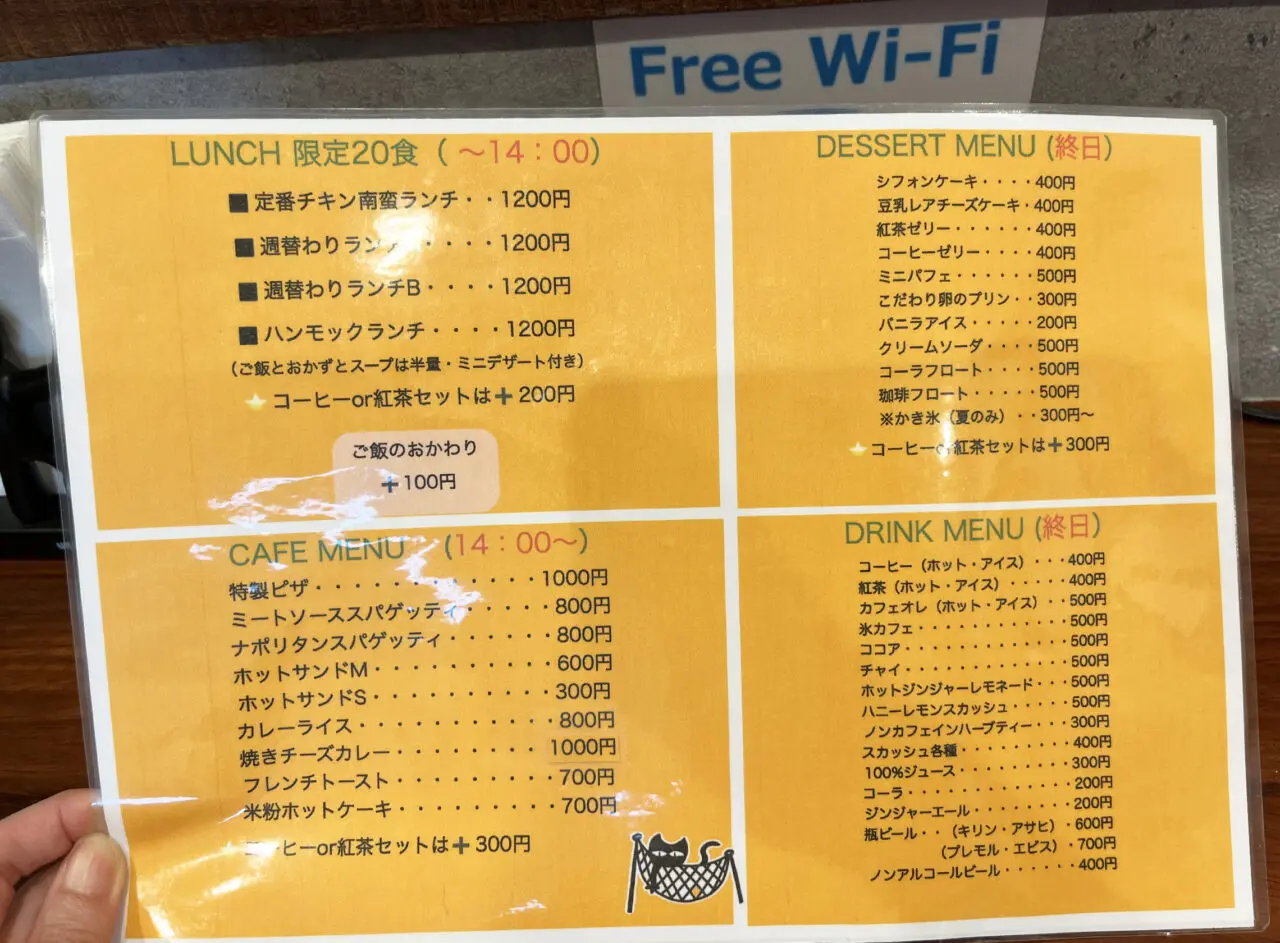 Free Wi-Fi
LUNCH 限定20食（～14：00）
■ 定番チキン南蛮ランチ・・1200円
■ 週替わりラン・・・・1200円
■ 週替わりランチB・・・・1200円
■ ハンモックランチ・・・・1200円
（ご飯とおかずとスープは半量・ミニデザート付き）
コーヒーor紅茶セットは＋200円
ご飯のおかわり
＋100円
CAFE MENU （14：00～）
特製ピザ・・・・・・・・・・・・1000円
ミートソーススパゲッティ・・・・・800円
ナポリタンスパゲッティ・・・・・・800円
ホットサンドM・・・・・・・・・・600円
ホットサンドS・・・・・・・・・・300円
カレーライス・・・・・・・・・・・800円
焼きチーズカレー・・・・・・・・1000円
フレンチトースト・・・・・・・・・700円
米粉ホットケーキ・・・・・・・・・700円
コーヒーor紅茶セットは＋300円
DESSERT MENU（終日）
シフォンケーキ・・・・400円
豆乳レアチーズケーキ・400円
紅茶ゼリー・・・・・・400円
コーヒーゼリー・・・・400円
ミニパフェ・・・・・・500円
こだわり卵のプリン・・300円
バニラアイス・・・・・200円
クリームソーダ・・・・500円
コーラフロート・・・・500円
珈琲フロート・・・・・500円
※かき氷（夏のみ）・・300円～
コーヒーor紅茶セットは＋300円
DRINK MENU（終日）
コーヒー（ホット・アイス）・・・400円
紅茶（ホット・アイス）・・・・・400円
カフェオレ（ホット・アイス）・・500円
氷カフェ・・・・・・・・・・・・500円
ココア・・・・・・・・・・・・・500円
チャイ・・・・・・・・・・・・・500円
ホットジンジャーレモネード・・・500円
ハニーレモンスカッシュ・・・・・500円
ノンカフェインハーブティー・・・300円
スカッシュ各種・・・・・・・・・400円
100%ジュース・・・・・・・・・300円
コーラ・・・・・・・・・・・・・200円
ジンジャーエール・・・・・・・・200円
瓶ビール・・（キリン・アサヒ）・600円
（プレモル・エビス）・700円
ノンアルコールビール・・・・・・400円